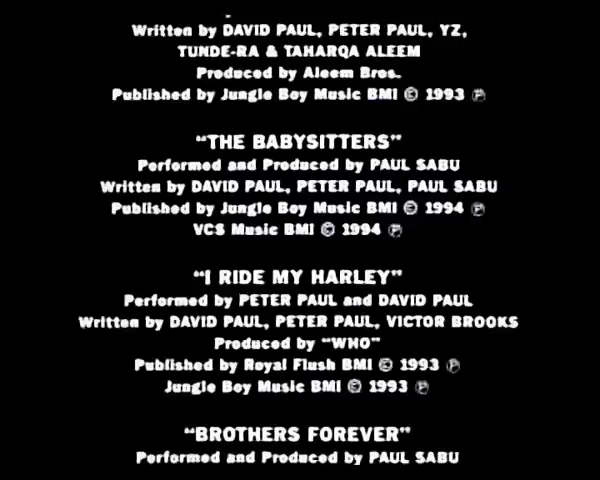 Written by DAVID PAUL, PETER PAUL, YZ,
TUNDE-RA & TAHARQA ALEEM
Produced by Aleem Bros.
Published by Jungle Boy Music BMI © 1993 ℗
“THE BABYSITTERS”
Performed and Produced by PAUL SABU
Written by DAVID PAUL, PETER PAUL, PAUL SABU
Published by Jungle Boy Music BMI © 1994 ℗
VCS Music BMI © 1994 ℗
“I RIDE MY HARLEY”
Performed by PETER PAUL and DAVID PAUL
Written by DAVID PAUL, PETER PAUL, VICTOR BROOKS
Produced by “WHO”
Published by Royal Flush BMI © 1993 ℗
Jungle Boy Music BMI © 1993 ℗
“BROTHERS FOREVER”
Performed and Produced by PAUL SABU